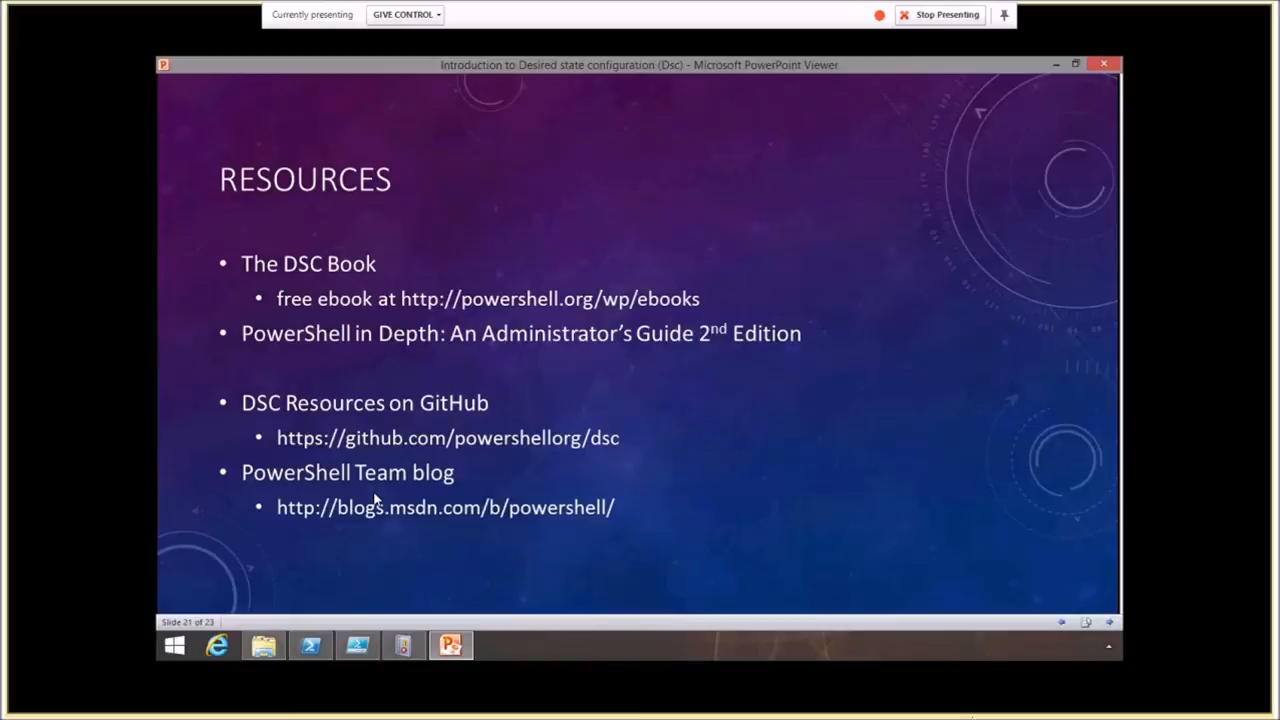 Currently presenting
GIVE CONTROL
Stop Presenting
Introduction to Desired state configuration (Dsc) - Microsoft PowerPoint Viewer
RESOURCES
• The DSC Book
• free ebook at http://powershell.org/wp/ebooks
• PowerShell in Depth: An Administrator's Guide 2nd Edition
• DSC Resources on GitHub
• https://github.com/powershellorg/dsc
• PowerShell Team blog
• http://blogs.msdn.com/b/powershell/
Slide 21 of 23